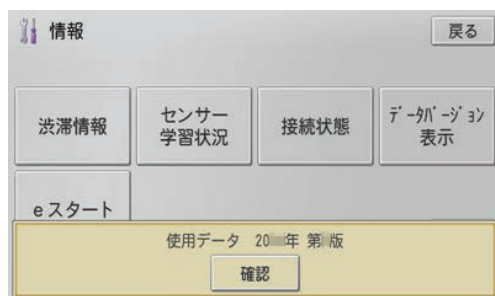 情報
戻る
渋滞情報
センサー
学習状況
接続状態
ﾃﾞｰﾀﾊﾞｰｼﾞｮﾝ
表示
eスタート
使用データ 20 年 第 版
確認